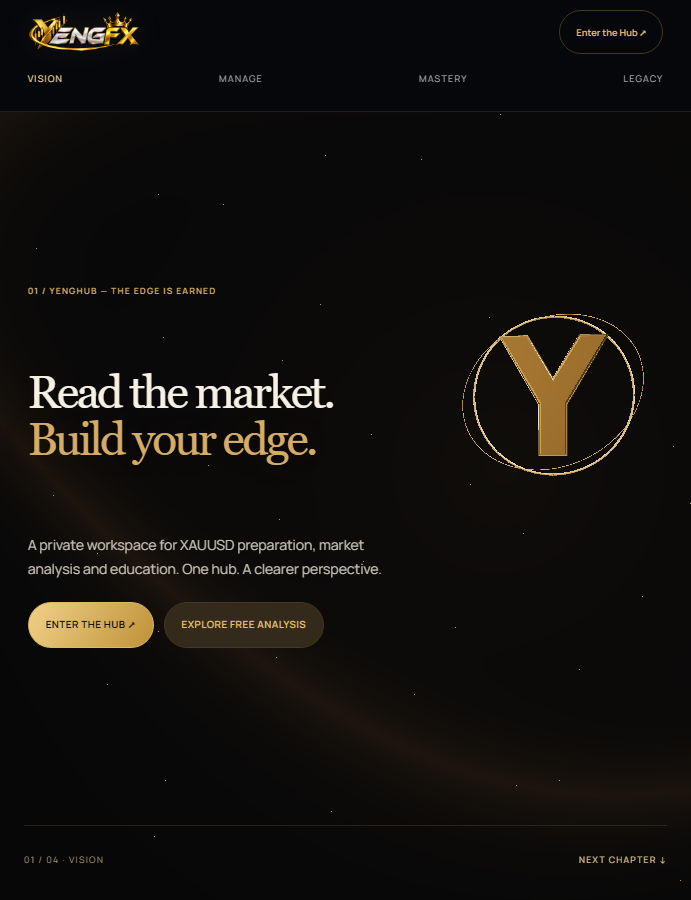 YENGFX
Enter the Hub ↗
VISION
MANAGE
MASTERY
LEGACY
01 / YENGHUB — THE EDGE IS EARNED
Y
Read the market.
Build your edge.
A private workspace for XAUUSD preparation, market
analysis and education. One hub. A clearer perspective.
ENTER THE HUB ↗
EXPLORE FREE ANALYSIS
01 / 04 · VISION
NEXT CHAPTER ↓